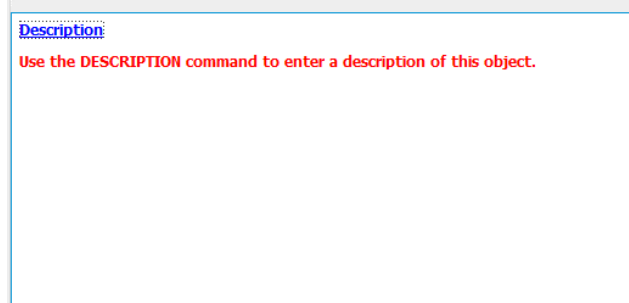 Description
Use the DESCRIPTION command to enter a description of this object.